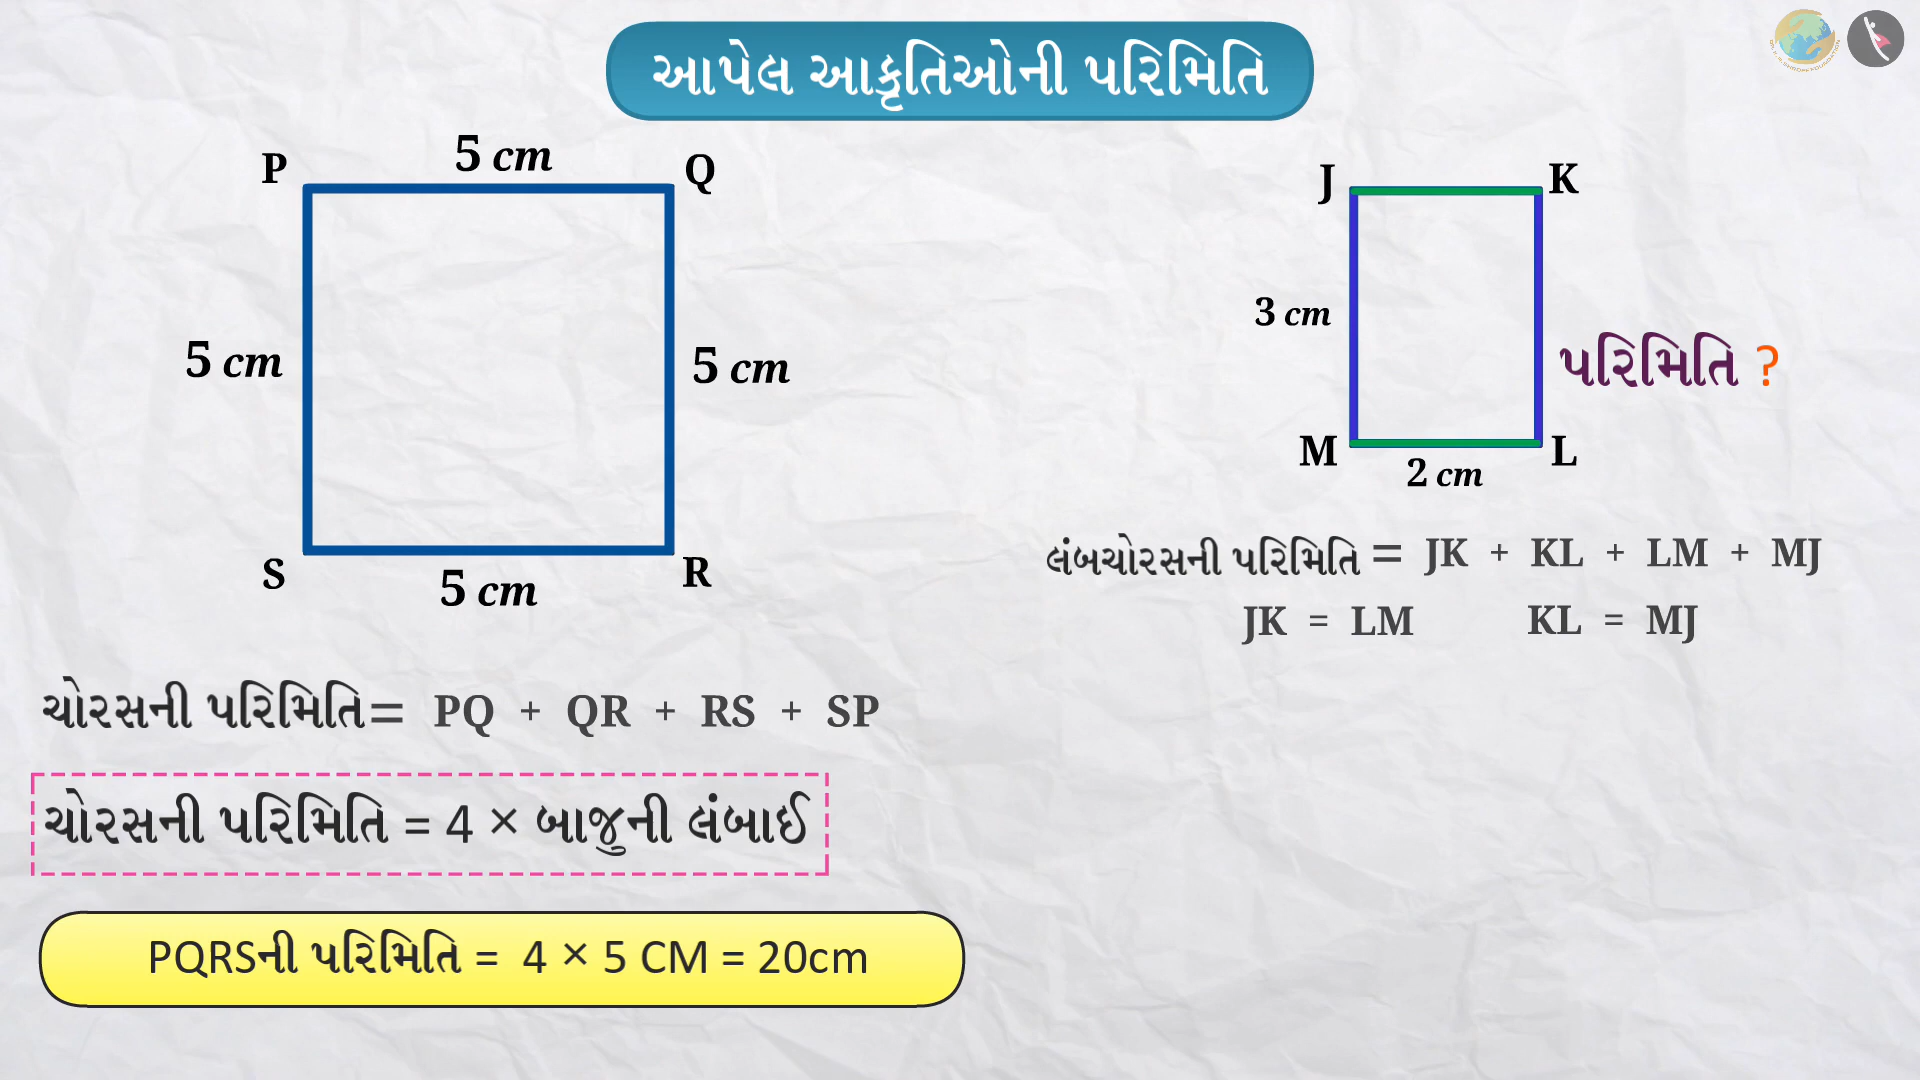 આપેલ આકૃતિઓની પરિમિતિ
P
5 cm
Q
5 cm
5 cm
S
5 cm
R
ચોરસની પરિમિતિ = PQ + QR + RS + SP
ચોરસની પરિમિતિ = 4 × બાજુની લંબાઈ
PQRSની પરિમિતિ = 4 × 5 CM = 20cm
J
K
3 cm
પરિમિતિ ?
M
L
2 cm
લંબચોરસની પરિમિતિ = JK + KL + LM + MJ
JK = LM KL = MJ